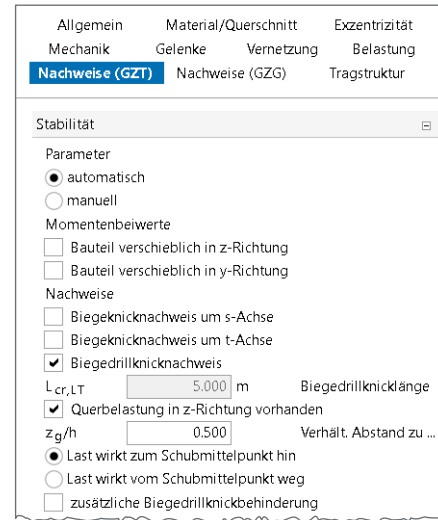 Allgemein Material/Querschnitt Exzentrizität
Mechanik Gelenke Vernetzung Belastung
Nachweise (GZT) Nachweise (GZG) Tragstruktur
Stabilität
Parameter
automatisch
manuell
Momentenbeiwerte
Bauteil verschieblich in z-Richtung
Bauteil verschieblich in y-Richtung
Nachweise
Biegeknicknachweis um s-Achse
Biegeknicknachweis um t-Achse
Biegedrillknicknachweis
Lcr,LT 5.000 m Biegedrillknicklänge
Querbelastung in z-Richtung vorhanden
zg/h 0.500 Verhält. Abstand zu ...
Last wirkt zum Schubmittelpunkt hin
Last wirkt vom Schubmittelpunkt weg
zusätzliche Biegedrillknickbehinderung